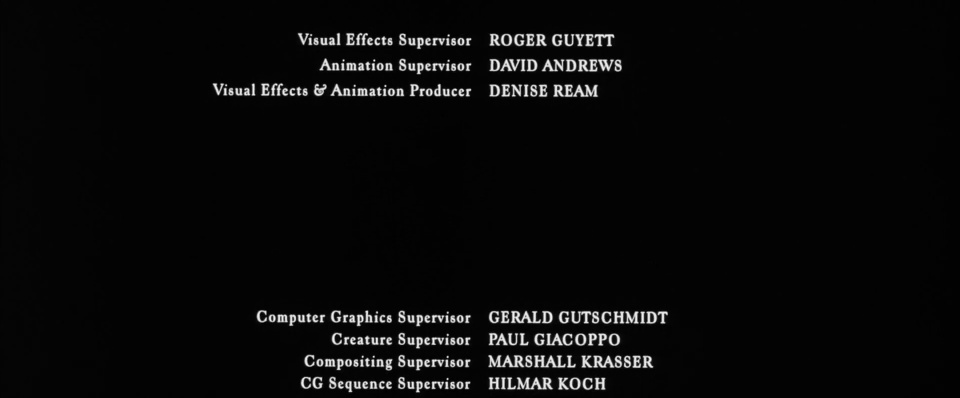 Visual Effects Supervisor ROGER GUYETT
Animation Supervisor DAVID ANDREWS
Visual Effects & Animation Producer DENISE REAM
Computer Graphics Supervisor GERALD GUTSCHMIDT
Creature Supervisor PAUL GIACOPPO
Compositing Supervisor MARSHALL KRASSER
CG Sequence Supervisor HILMAR KOCH